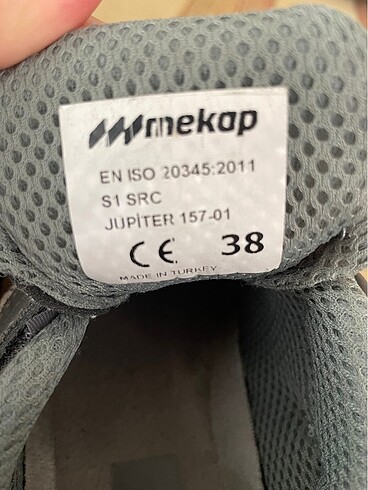 mekap
EN ISO 20345:2011
S1 SRC
JUPİTER 157-01
CE 38
MADE IN TURKEY